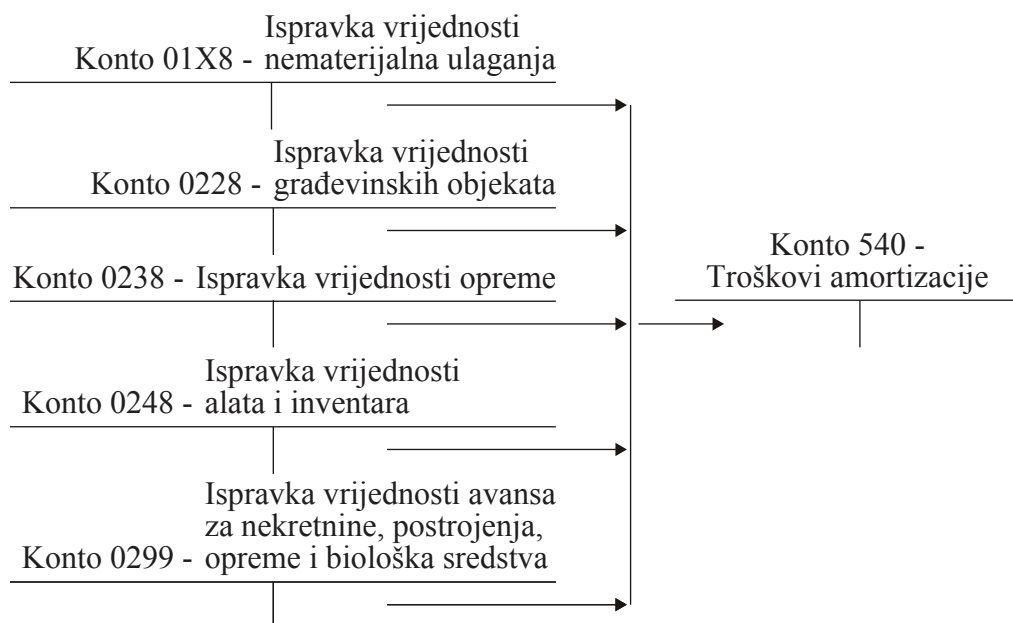 Ispravka vrijednosti
Konto 01X8 - nematerijalna ulaganja
Ispravka vrijednosti
Konto 0228 - građevinskih objekata
Konto 0238 - Ispravka vrijednosti opreme
Ispravka vrijednosti
Konto 0248 - alata i inventara
Ispravka vrijednosti avansa
za nekretnine, postrojenja,
Konto 0299 - opreme i biološka sredstva
Konto 540 -
Troškovi amortizacije